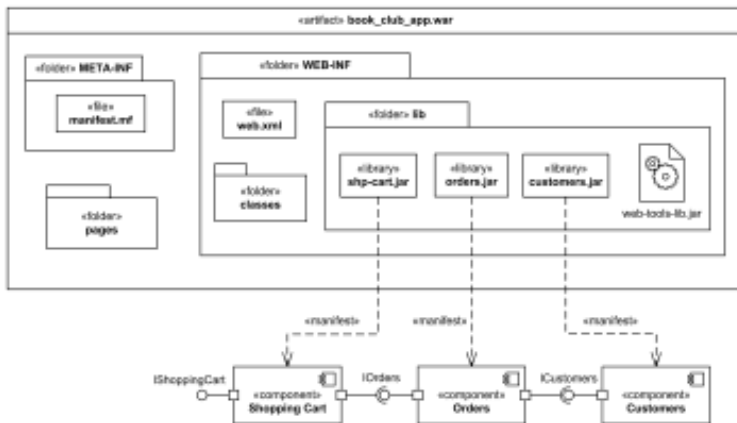 «artifact» book_club_app.war
«folder» META-INF
«file»
manifest.mf
«folder»
pages
«folder» WEB-INF
«file»
web.xml
«folder»
classes
«folder» lib
«library»
shp-cart.jar
«library»
orders.jar
«library»
customers.jar
web-tools-lib.jar
«manifest»
«manifest»
«manifest»
IShoppingCart
«component»
Shopping Cart
IOrders
«component»
Orders
ICustomers
«component»
Customers